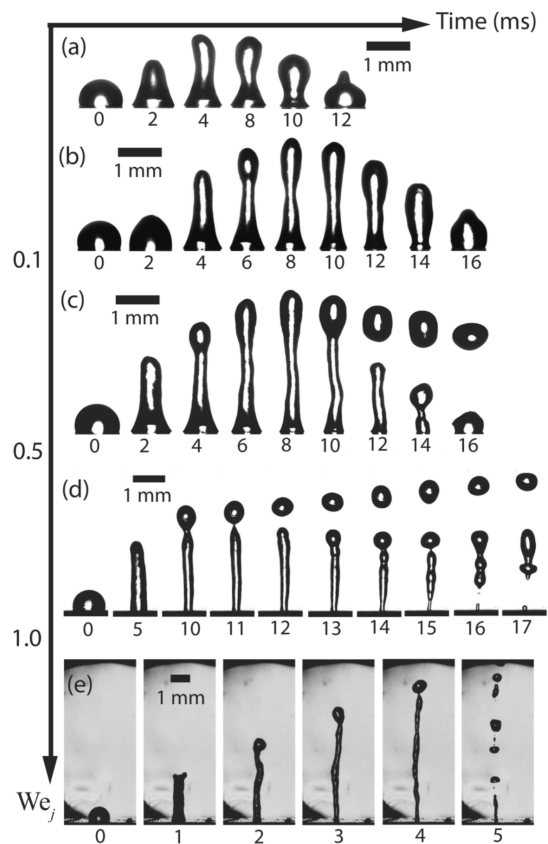 Time (ms)
(a)
1 mm
0 2 4 8 10 12
(b)
1 mm
0 2 4 6 8 10 12 14 16
0.1
(c)
1 mm
0 2 4 6 8 10 12 14 16
0.5
(d)
1 mm
0 5 10 11 12 13 14 15 16 17
1.0
(e)
1 mm
We_j
0 1 2 3 4 5